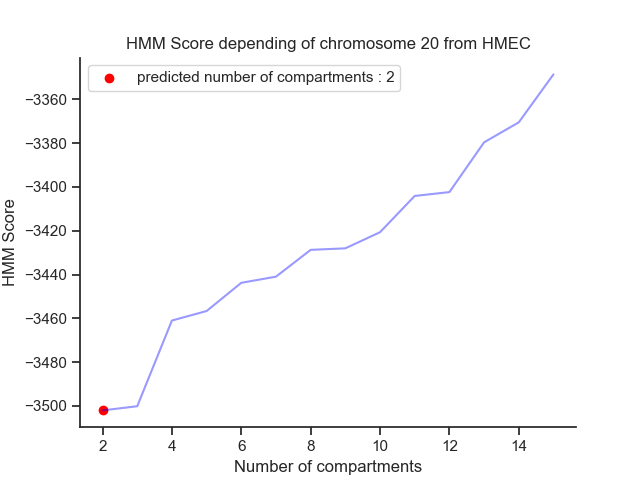 HMM Score depending of chromosome 20 from HMEC
predicted number of compartments : 2
HMM Score
−3360
−3380
−3400
−3420
−3440
−3460
−3480
−3500
2 4 6 8 10 12 14
Number of compartments